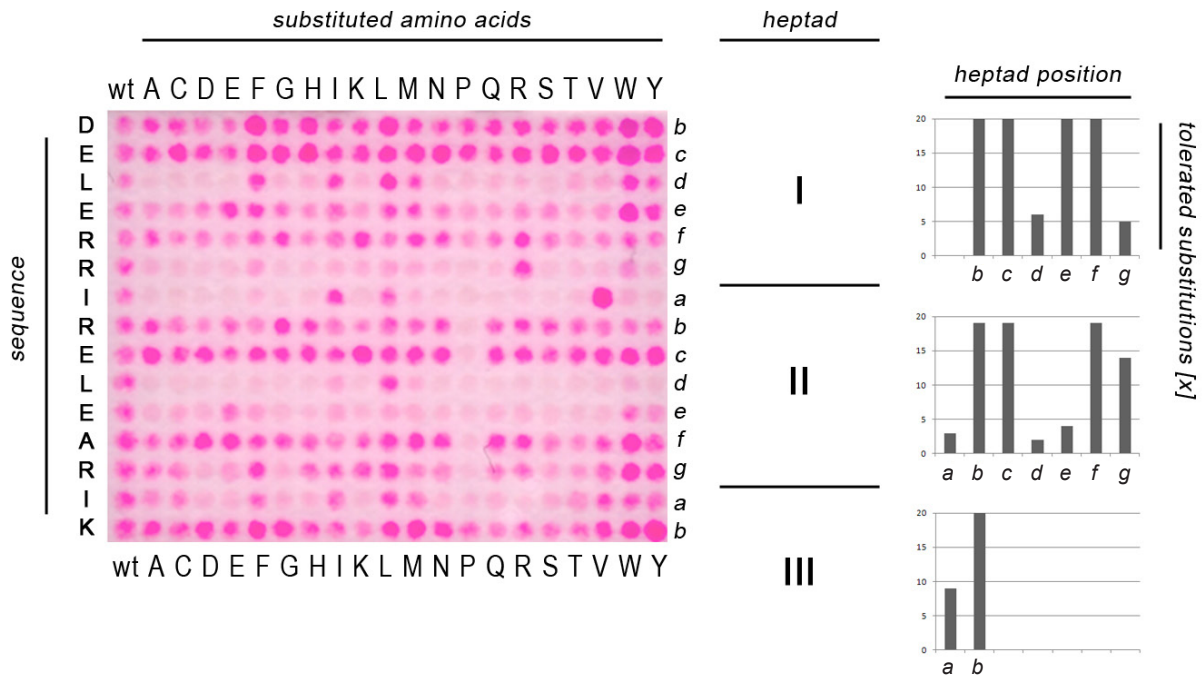 substituted amino acids
heptad
heptad position
wt A C D E F G H I K L M N P Q R S T V W Y
sequence
D b
E c
L d
E e
R f
R g
I a
R b
E c
L d
E e
A f
R g
I a
K b
wt A C D E F G H I K L M N P Q R S T V W Y
I
II
III
20
15
10
5
0
b c d e f g
20
15
10
5
0
a b c d e f g
20
15
10
5
0
a b
tolerated substitutions [x]